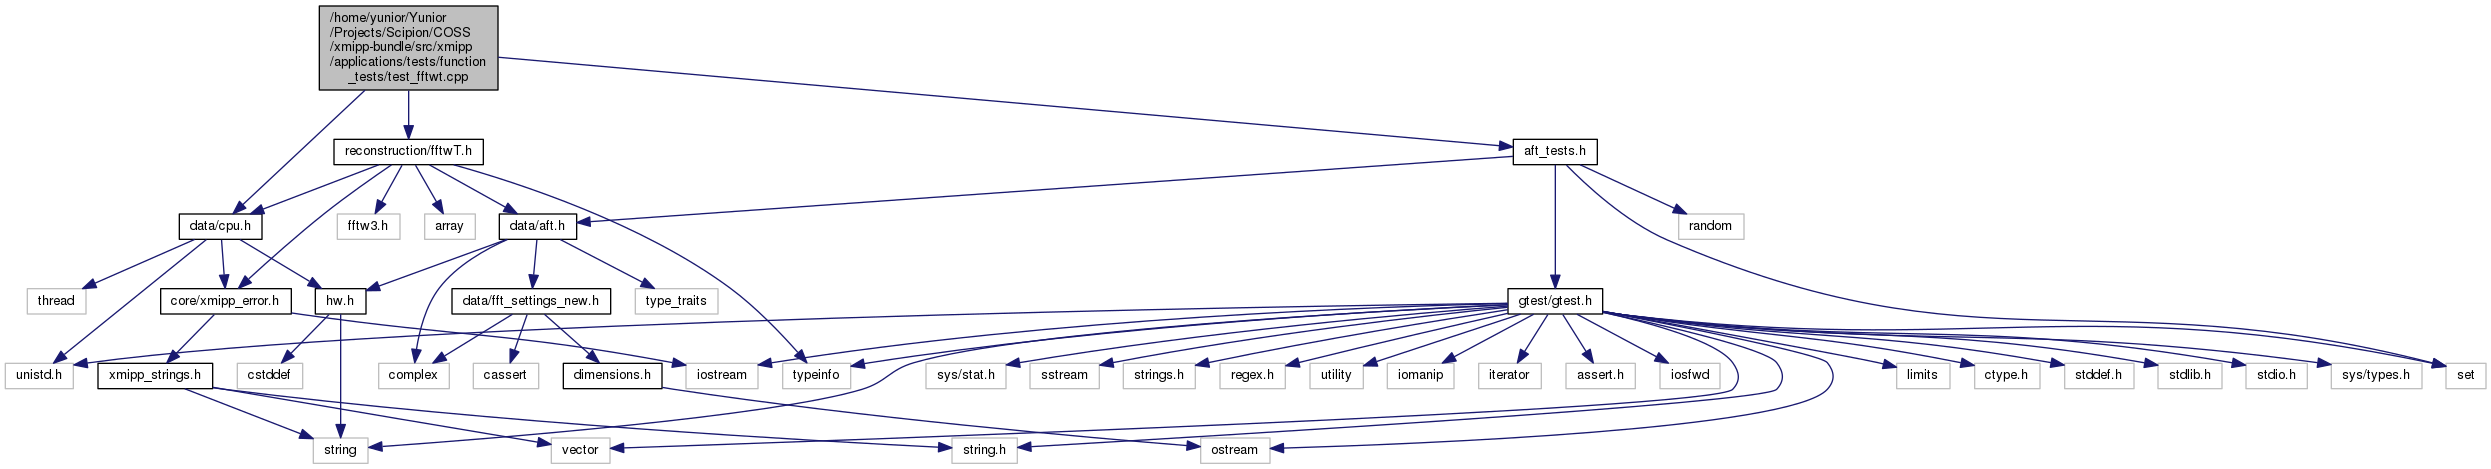 /home/yunior/Yunior
/Projects/Scipion/COSS
/xmipp-bundle/src/xmipp
/applications/tests/function
_tests/test_fftwt.cpp
reconstruction/fftwT.h
aft_tests.h
data/cpu.h
fftw3.h
array
data/aft.h
random
thread
core/xmipp_error.h
hw.h
data/fft_settings_new.h
type_traits
gtest/gtest.h
unistd.h
xmipp_strings.h
cstddef
complex
cassert
dimensions.h
iostream
typeinfo
sys/stat.h
sstream
strings.h
regex.h
utility
iomanip
iterator
assert.h
iosfwd
limits
ctype.h
stddef.h
stdlib.h
stdio.h
sys/types.h
set
string
vector
string.h
ostream